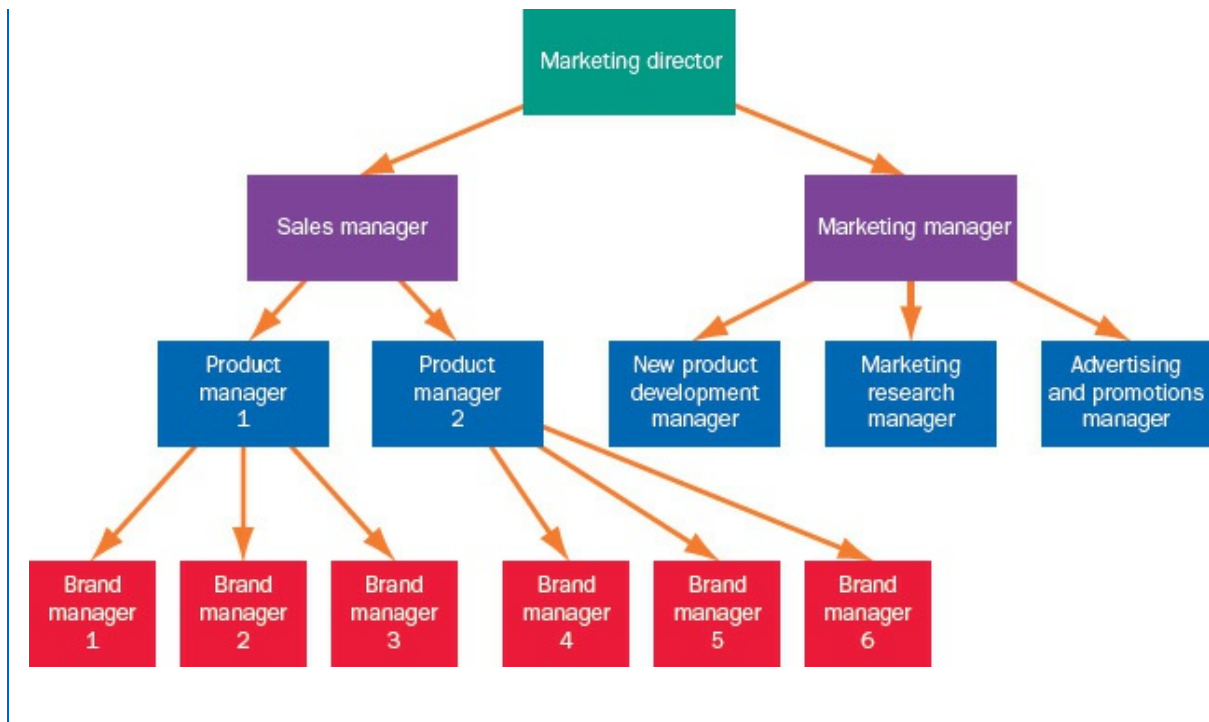 Marketing director
Sales manager
Marketing manager
Product
manager
1
Product
manager
2
New product
development
manager
Marketing
research
manager
Advertising
and promotions
manager
Brand
manager
1
Brand
manager
2
Brand
manager
3
Brand
manager
4
Brand
manager
5
Brand
manager
6